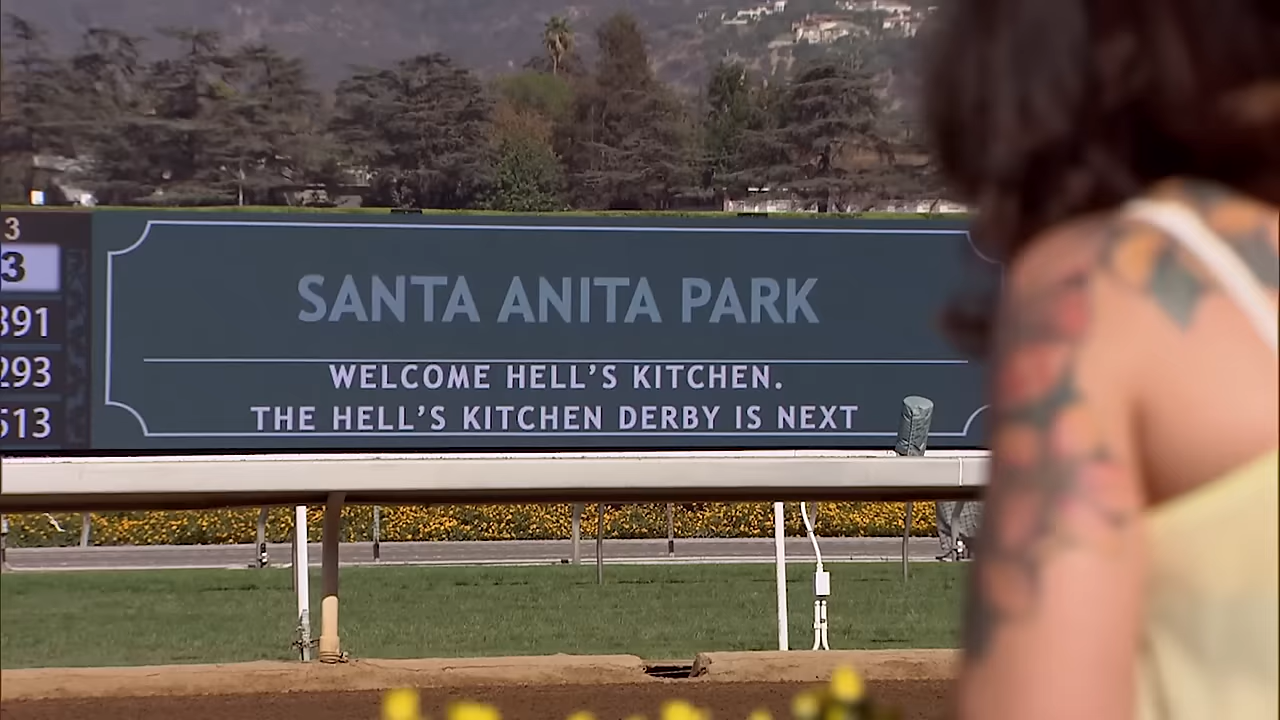 3
3
391
293
513
SANTA ANITA PARK
WELCOME HELL'S KITCHEN.
THE HELL'S KITCHEN DERBY IS NEXT